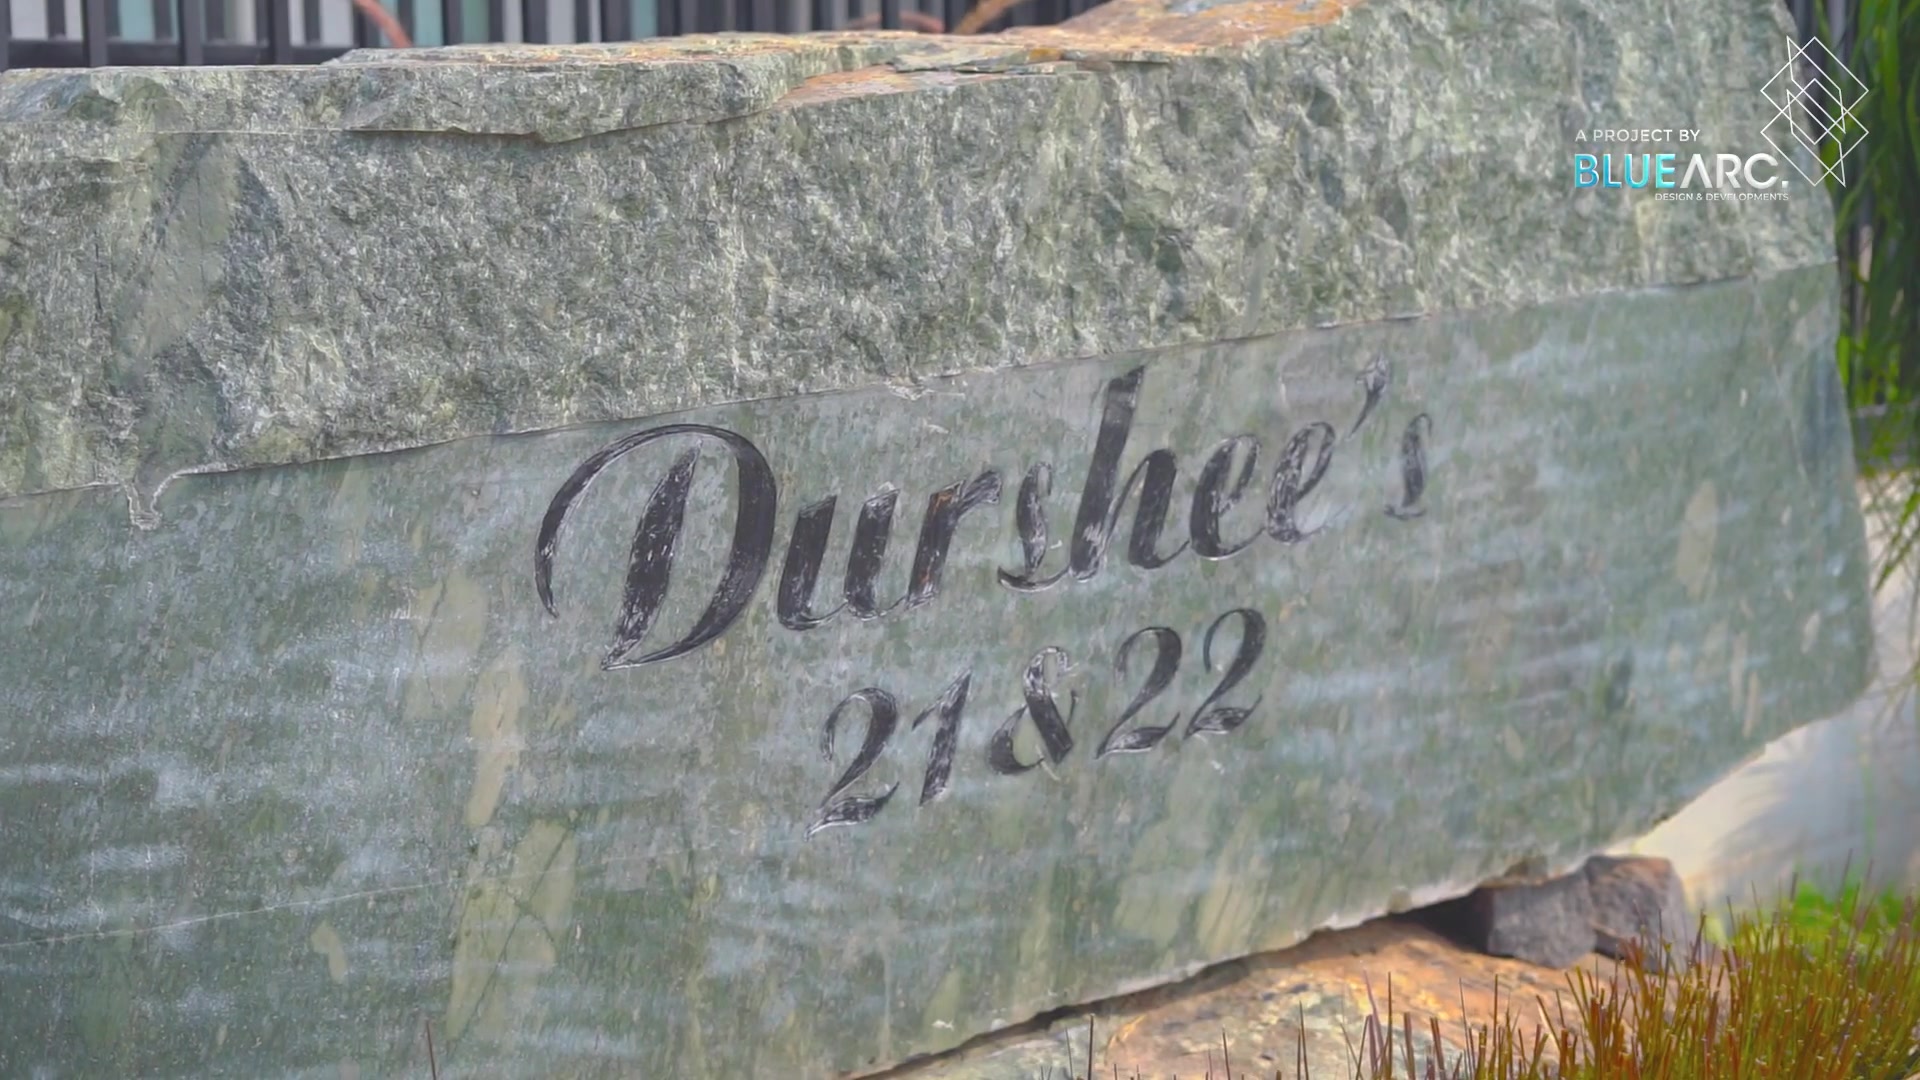 A PROJECT BY
BLUEARC.
DESIGN & DEVELOPMENTS
Durshee's
21 & 22